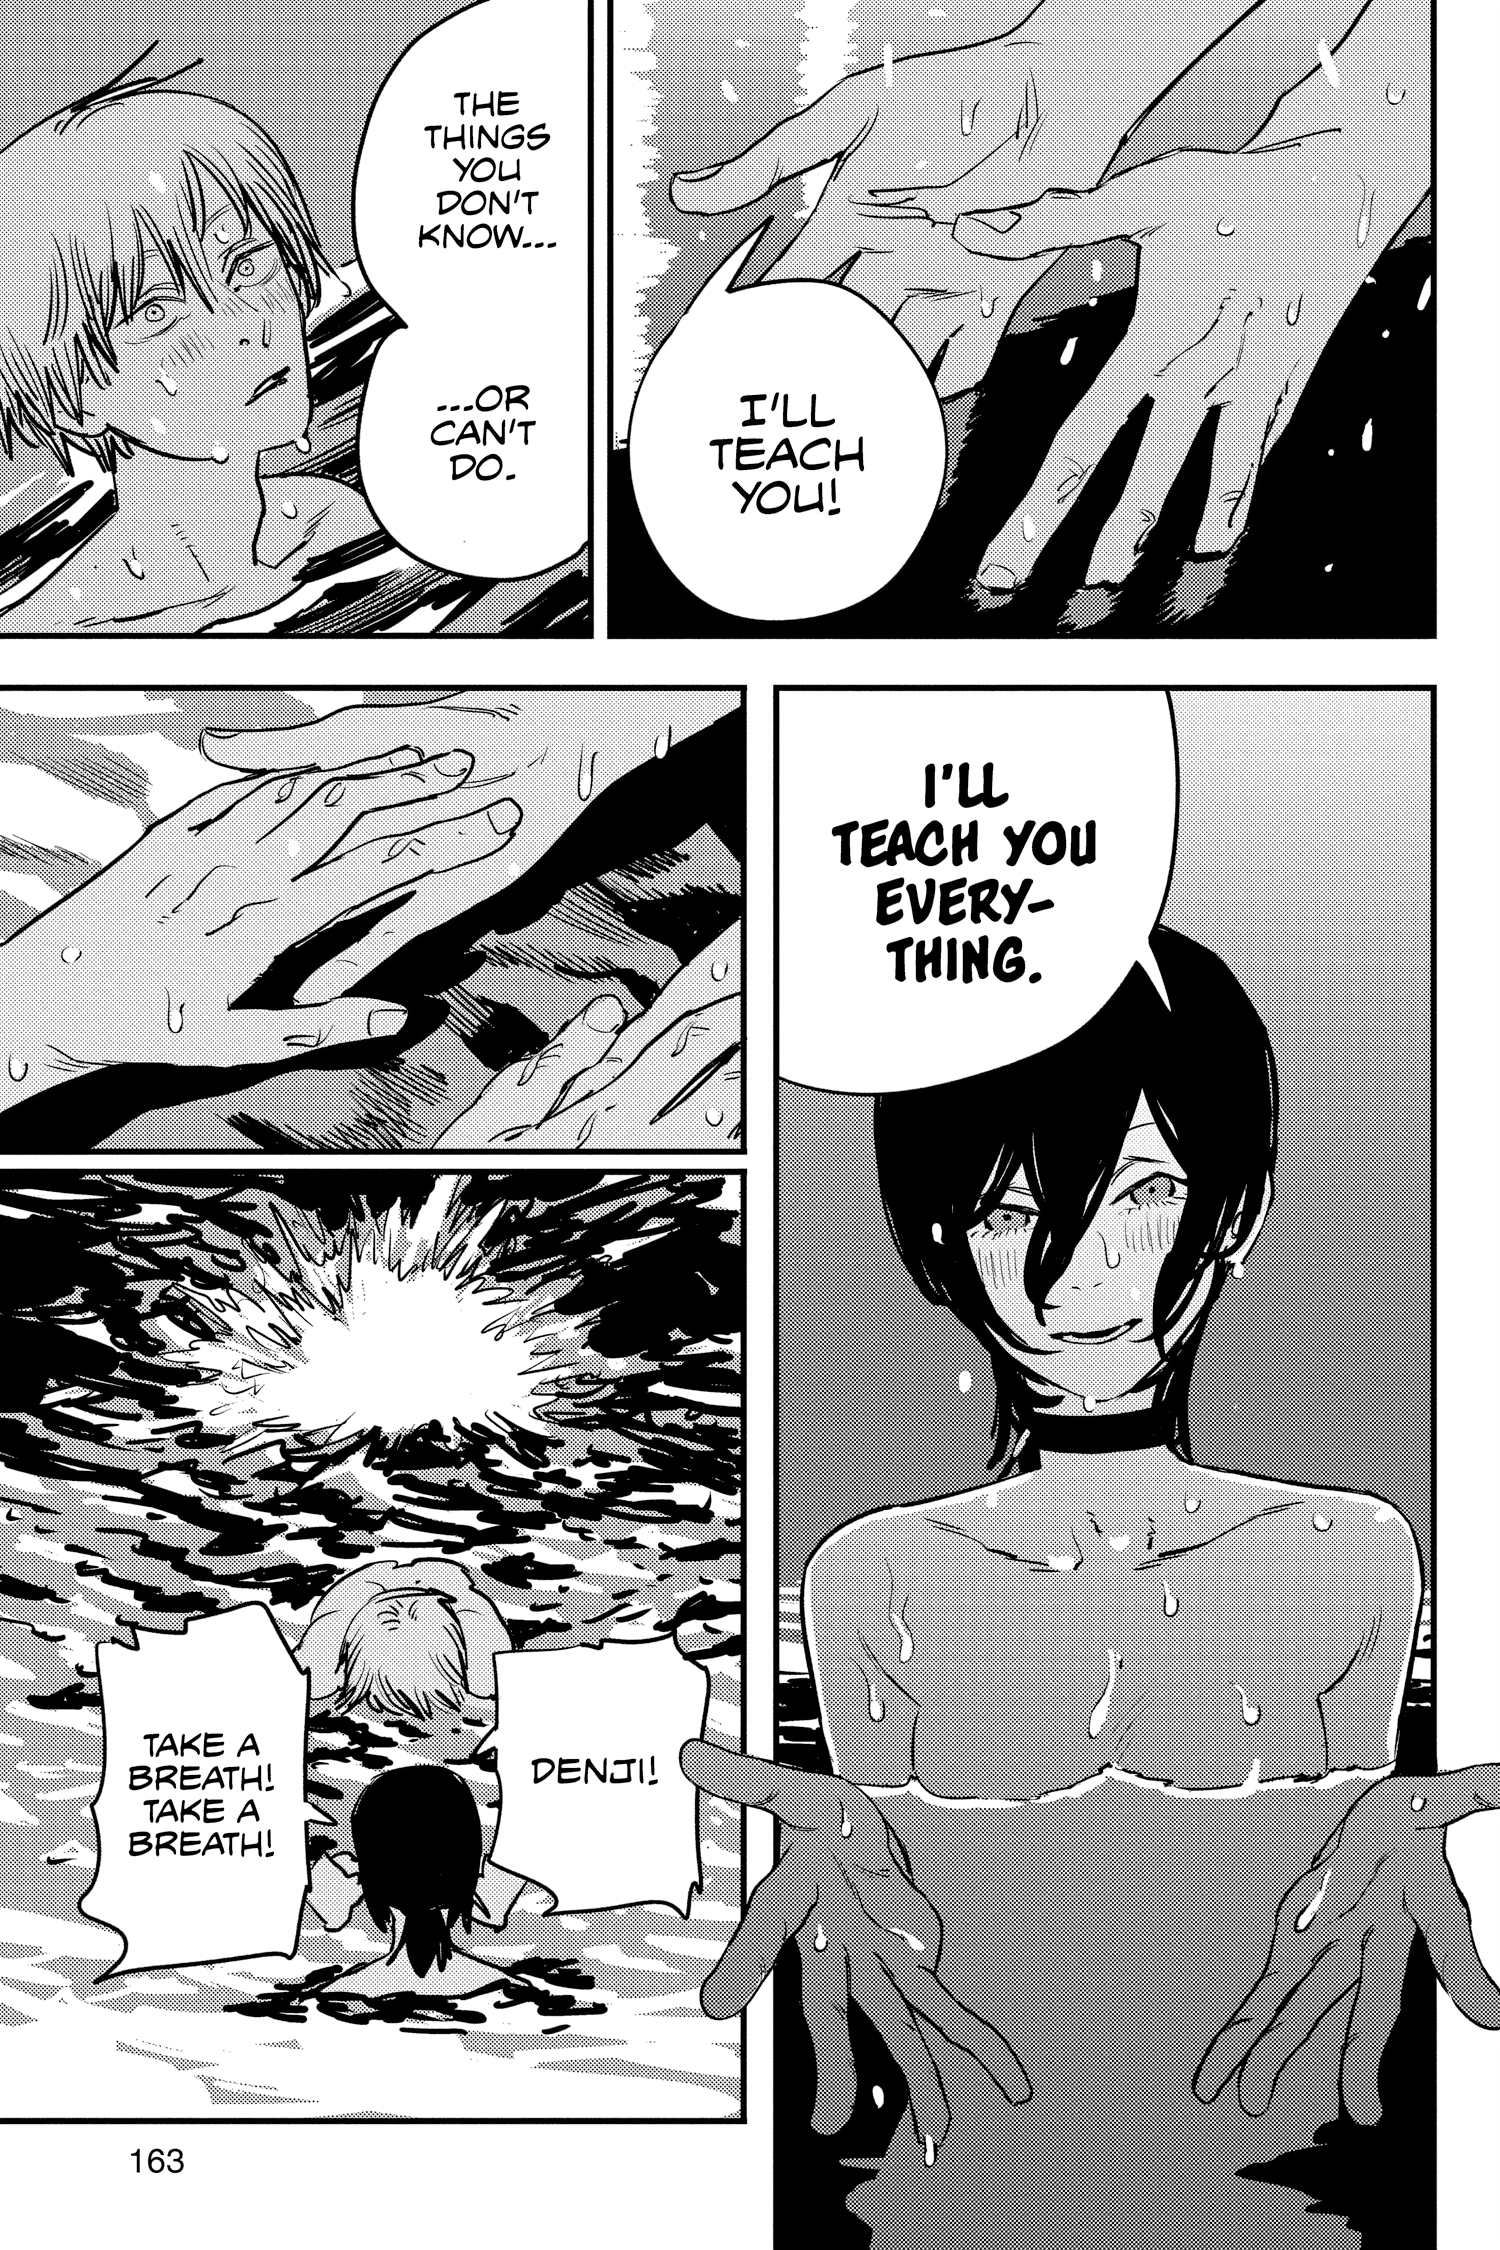 I'LL
TEACH
YOU!
THE
THINGS
YOU
DON'T
KNOW...
...OR
CAN'T
DO.
I'LL
TEACH YOU
EVERY-
THING.
DENJI!
TAKE A
BREATH!
TAKE A
BREATH!
163